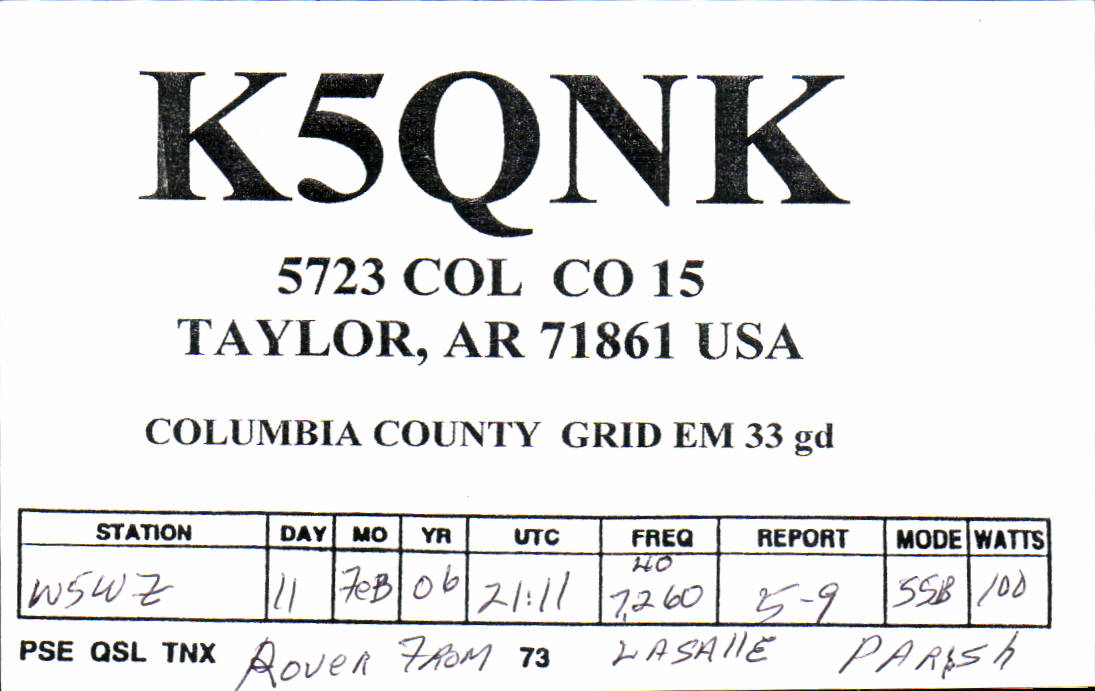 K5QNK
5723 COL CO 15
TAYLOR, AR 71861 USA
COLUMBIA COUNTY GRID EM 33 gd
STATION DAY MO YR UTC FREQ REPORT MODE WATTS
W5WZ 11 FeB 06 21:11 40 7,260 5-9 SSB 100
PSE QSL TNX Rover FROM 73 LASAllE PARISh